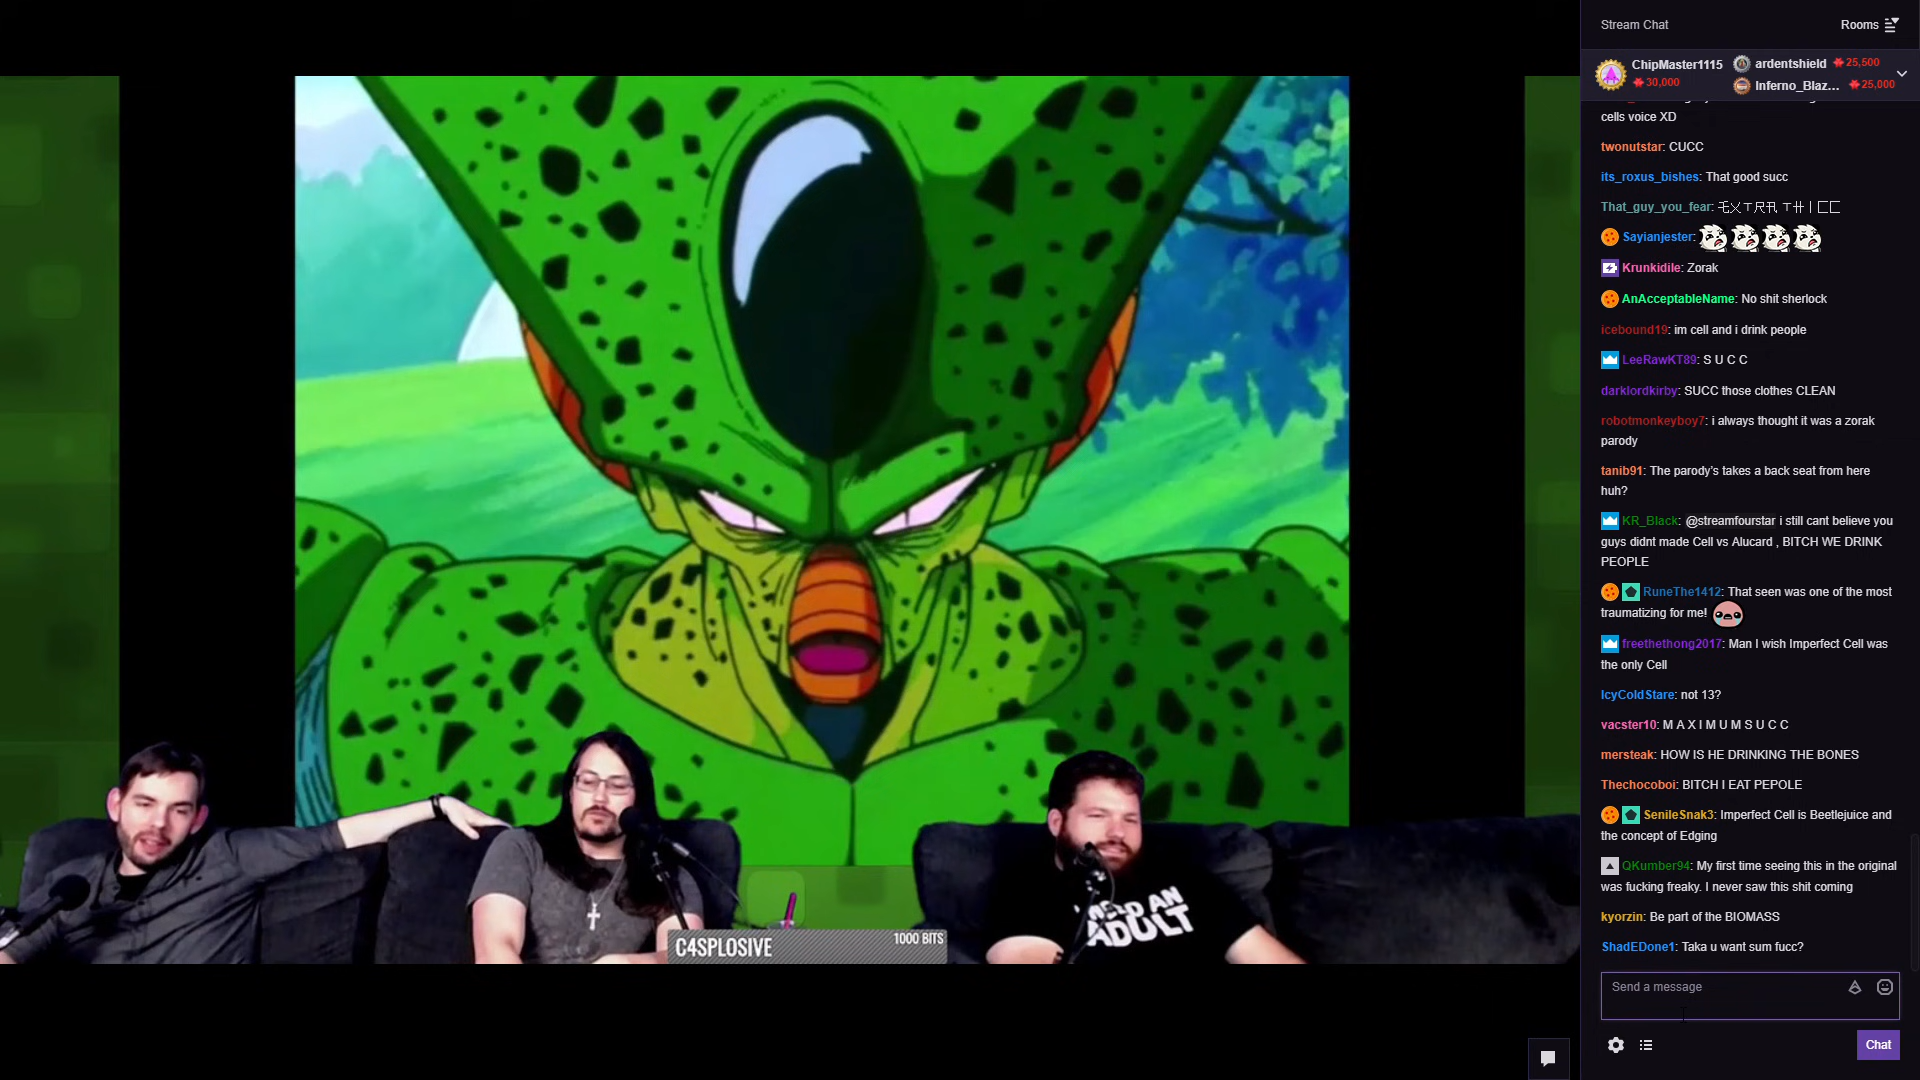 Stream Chat
Rooms
ChipMaster1115
30,000
ardentshield 25,500
Inferno_Blaz... 25,000
cells voice XD
twonutstar: CUCC
its_roxus_bishes: That good succ
That_guy_you_fear:
Sayianjester:
Krunkidile: Zorak
AnAcceptableName: No shit sherlock
icebound19: im cell and i drink people
LeeRawKT89: S U C C
darklordkirby: SUCC those clothes CLEAN
robotmonkeyboy7: i always thought it was a zorak
parody
tanib91: The parody's takes a back seat from here
huh?
KR_Black: @streamfourstar i still cant believe you
guys didnt made Cell vs Alucard , BITCH WE DRINK
PEOPLE
RuneThe1412: That seen was one of the most
traumatizing for me!
freethethong2017: Man I wish Imperfect Cell was
the only Cell
IcyColdStare: not 13?
vacster10: M A X I M U M S U C C
mersteak: HOW IS HE DRINKING THE BONES
Thechocoboi: BITCH I EAT PEPOLE
SenileSnak3: Imperfect Cell is Beetlejuice and
the concept of Edging
QKumber94: My first time seeing this in the original
was fucking freaky. I never saw this shit coming
kyorzin: Be part of the BIOMASS
ShadEDone1: Taka u want sum fucc?
Send a message
Chat
AN
ADULT
C4SPLOSIVE
1000 BITS